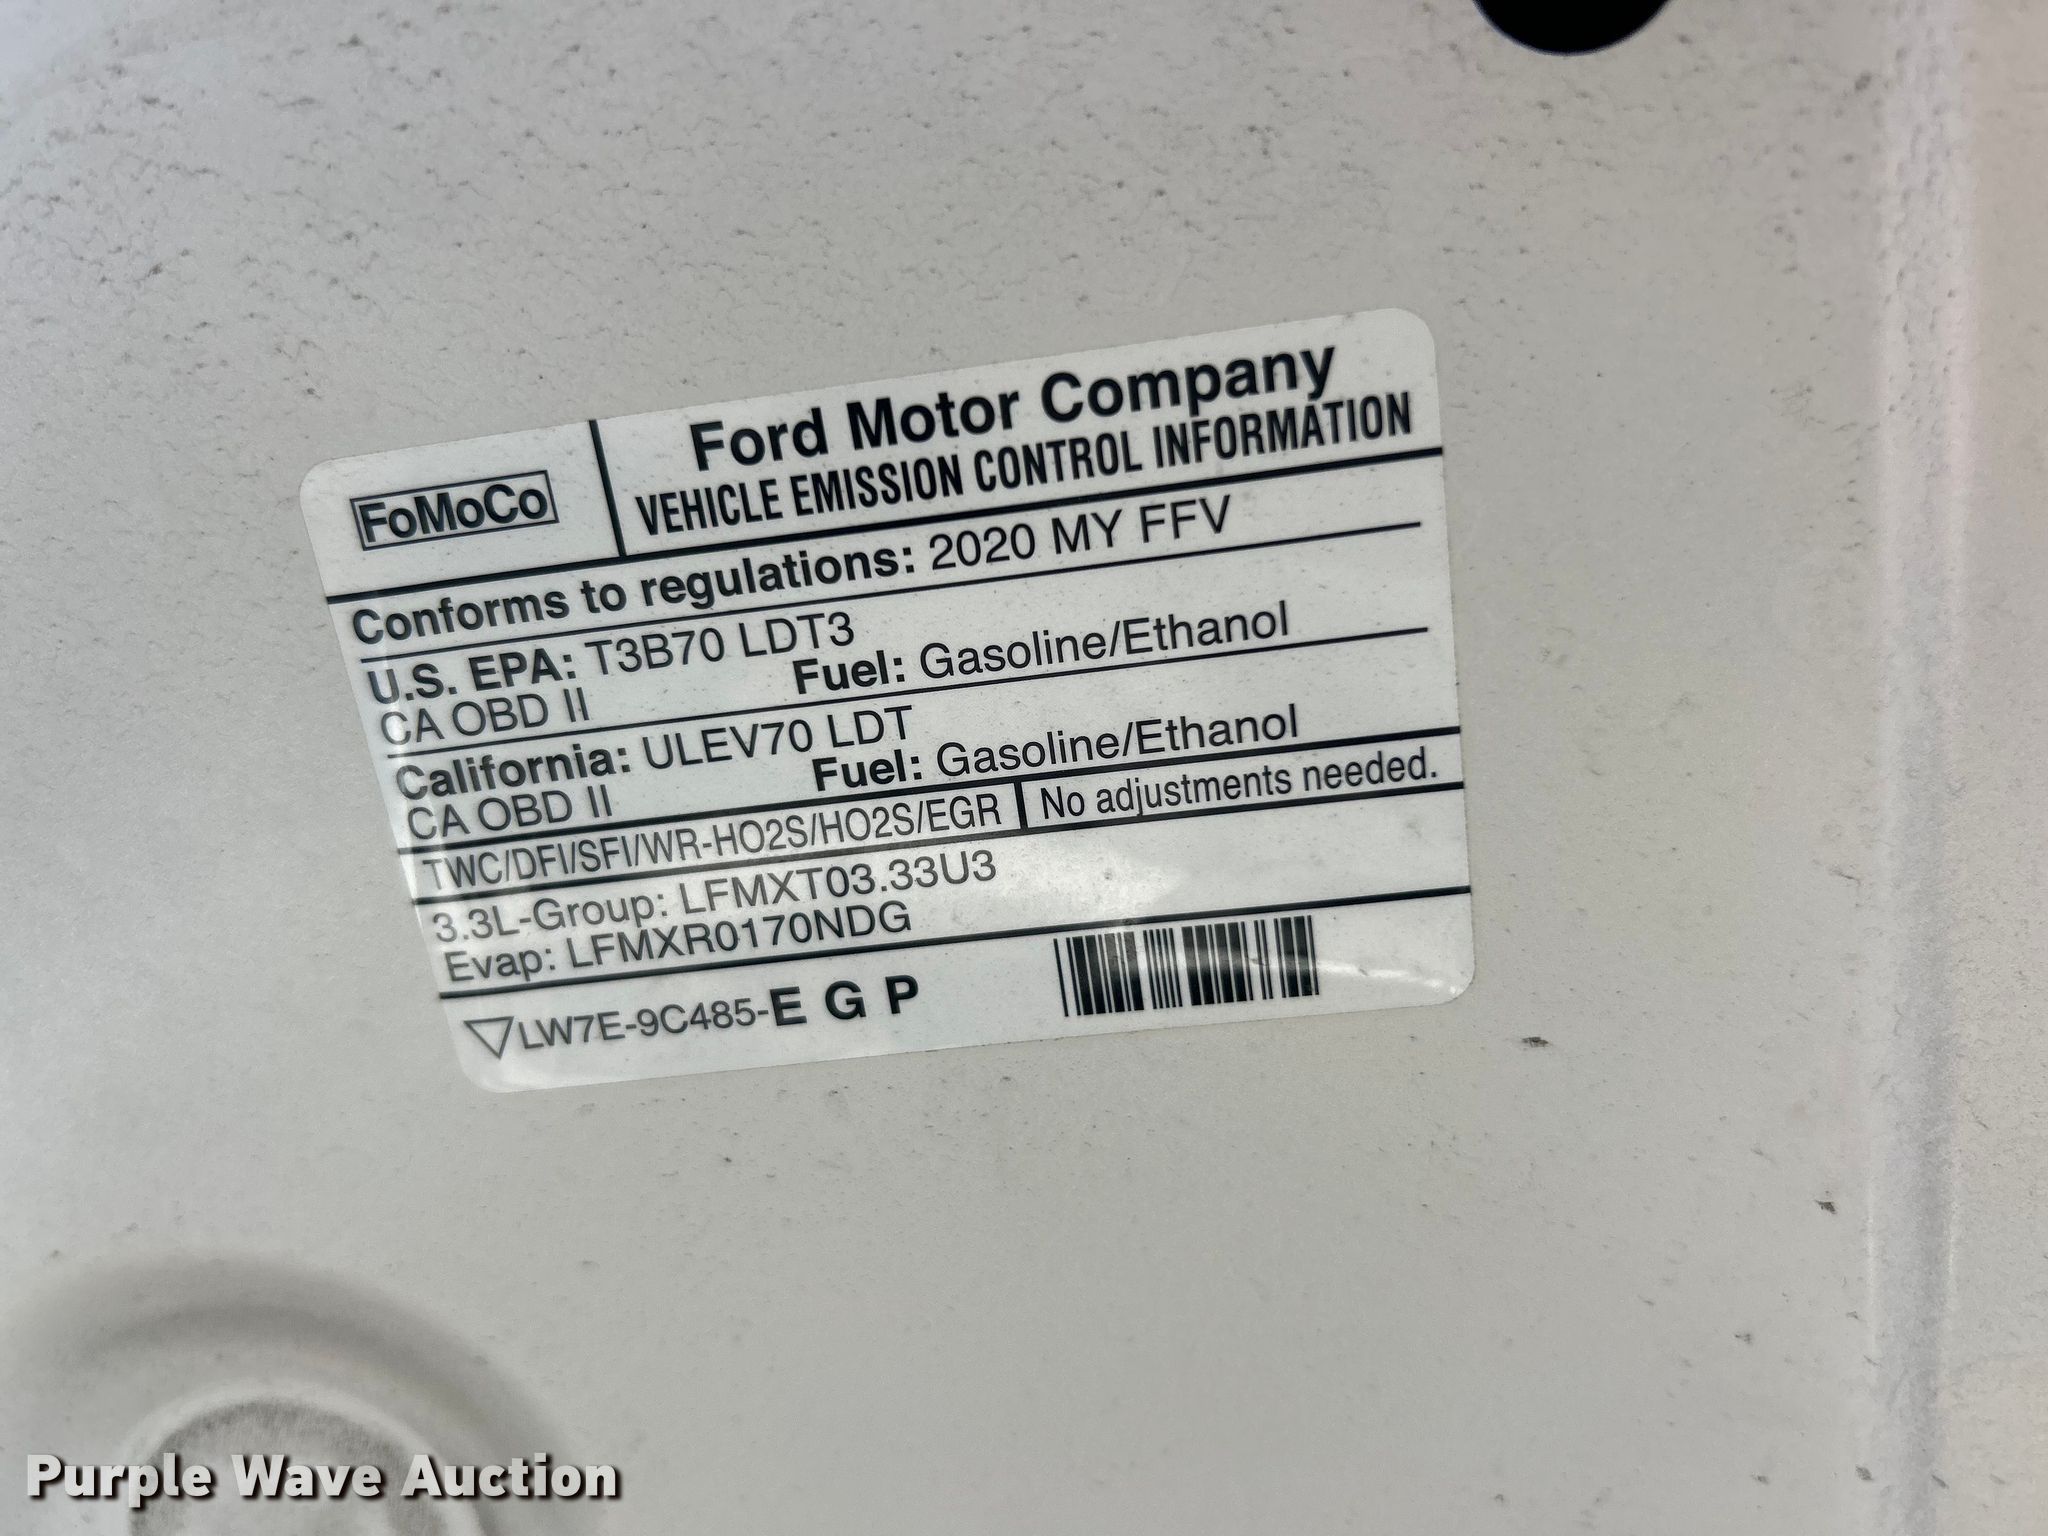 FoMoCo
Ford Motor Company
VEHICLE EMISSION CONTROL INFORMATION
Conforms to regulations: 2020 MY FFV
U.S. EPA: T3B70 LDT3
CA OBD II Fuel: Gasoline/Ethanol
California: ULEV70 LDT
CA OBD II Fuel: Gasoline/Ethanol
TWC/DFI/SFI/WR-HO2S/HO2S/EGR No adjustments needed.
3.3L-Group: LFMXT03.33U3
Evap: LFMXR0170NDG
LW7E-9C485-E G P
Purple Wave Auction